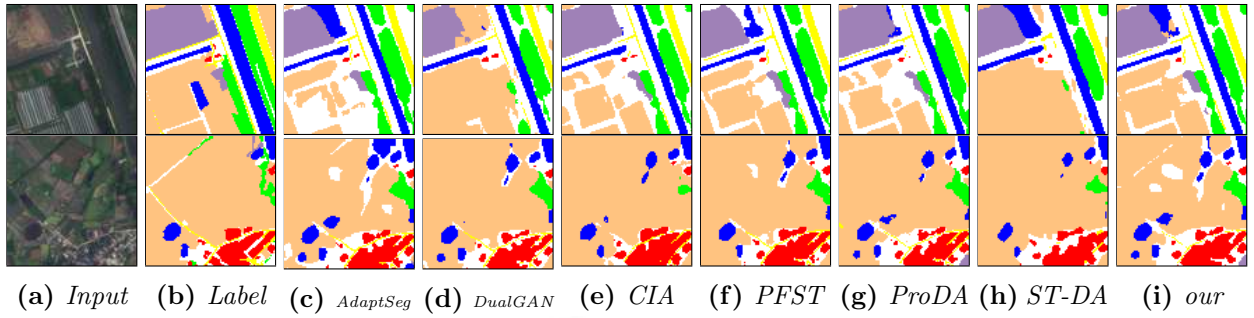 (a) Input (b) Label (c) AdaptSeg (d) DualGAN (e) CIA (f) PFST (g) ProDA (h) ST-DA (i) our